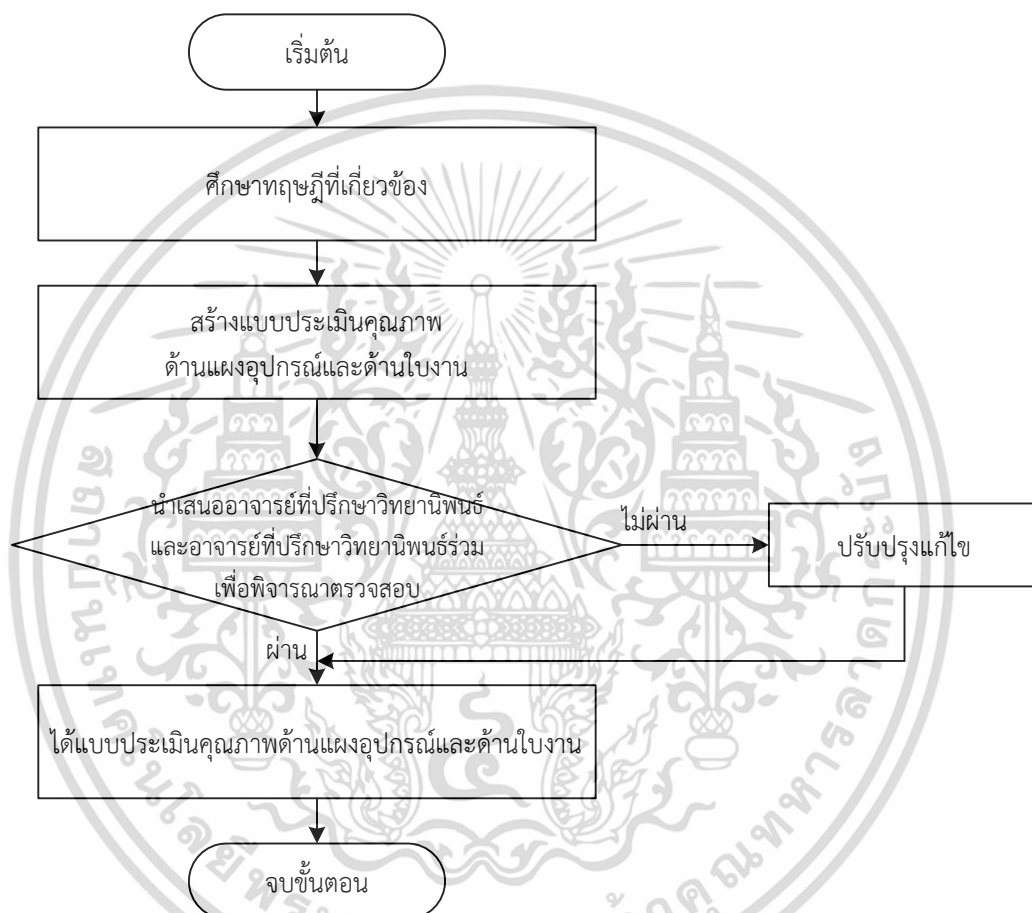 เริ่มต้น
ศึกษาทฤษฎีที่เกี่ยวข้อง
สร้างแบบประเมินคุณภาพ
ด้านแผงอุปกรณ์และด้านใบงาน
นำเสนออาจารย์ที่ปรึกษาวิทยานิพนธ์
และอาจารย์ที่ปรึกษาวิทยานิพนธ์ร่วม
เพื่อพิจารณาตรวจสอบ
ไม่ผ่าน
ปรับปรุงแก้ไข
ผ่าน
ได้แบบประเมินคุณภาพด้านแผงอุปกรณ์และด้านใบงาน
จบขั้นตอน